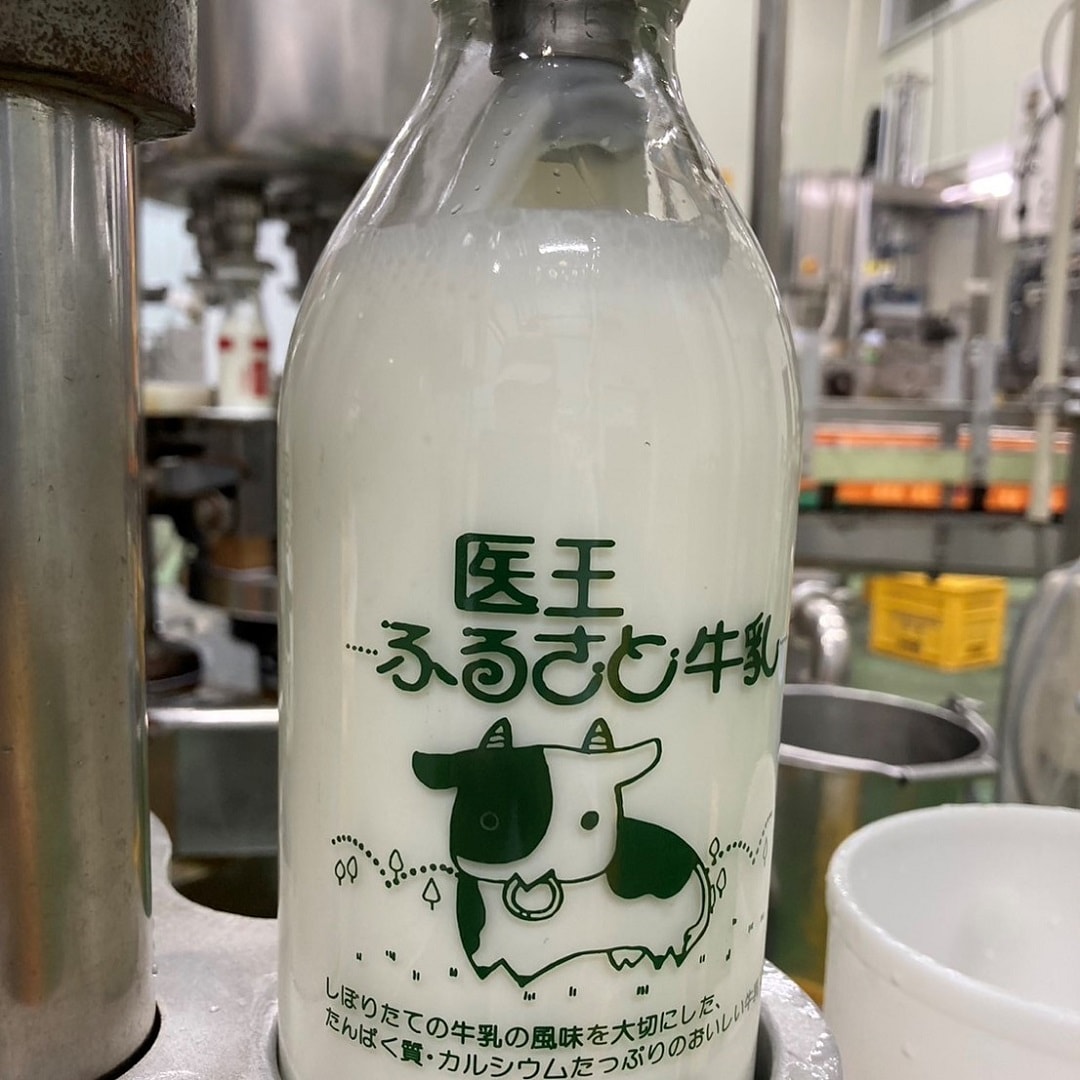 15
医王
ふるさと牛乳
しぼりたての牛乳の風味を大切にした、
たんぱく質・カルシウムたっぷりのおいしい牛